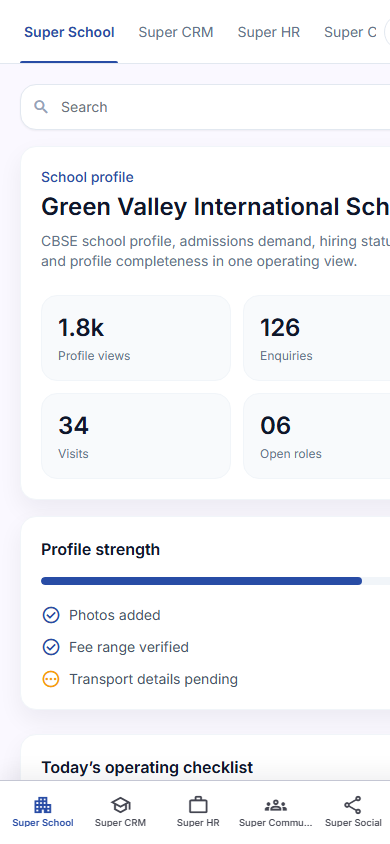 Super School Super CRM Super HR Super C
Search
School profile
Green Valley International Sch
CBSE school profile, admissions demand, hiring statu
and profile completeness in one operating view.
1.8k 126
Profile views Enquiries
34 06
Visits Open roles
Profile strength
Photos added
Fee range verified
Transport details pending
Today's operating checklist
Super School Super CRM Super HR Super Commu... Super Social